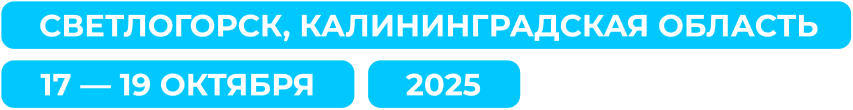 СВЕТЛОГОРСК, КАЛИНИНГРАДСКАЯ ОБЛАСТЬ
17 — 19 ОКТЯБРЯ 2025